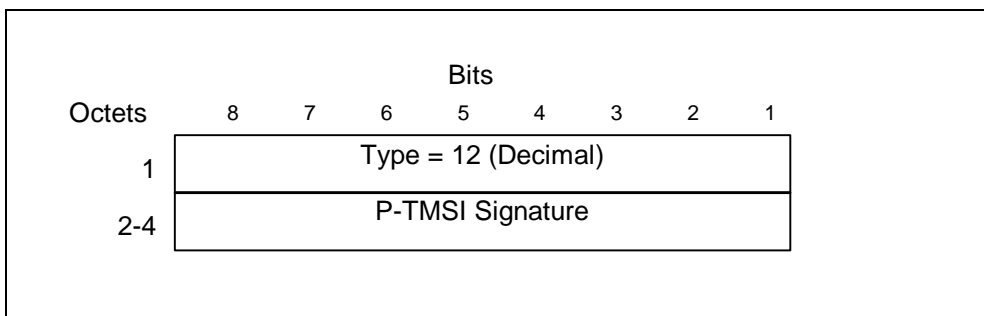 Bits
Octets 8 7 6 5 4 3 2 1
1 Type = 12 (Decimal)
2-4 P-TMSI Signature